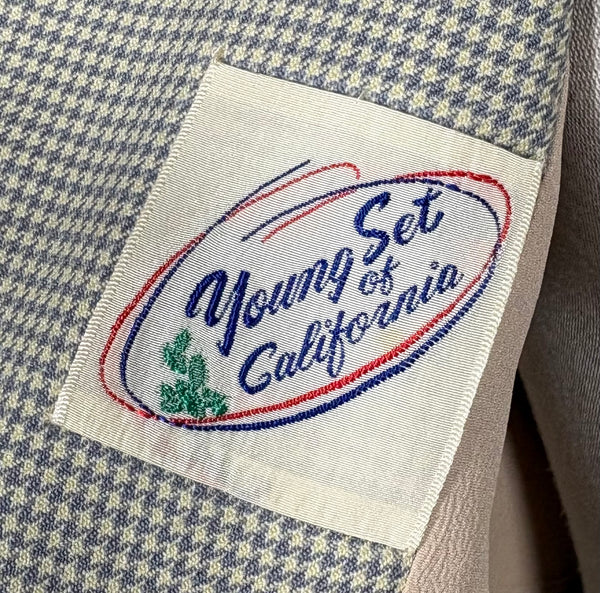 Young Set
of
California